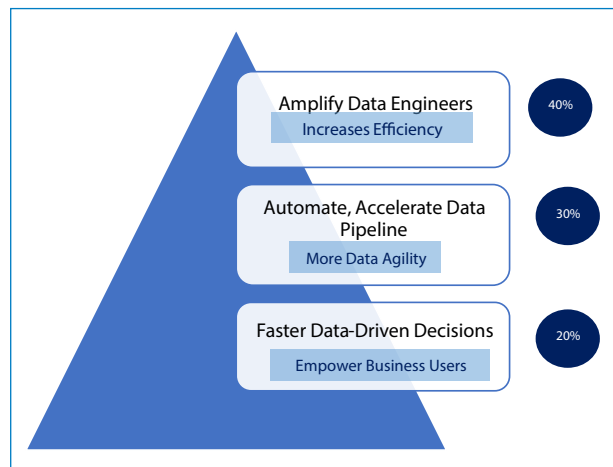 Amplify Data Engineers
Increases Efficiency
40%
Automate, Accelerate Data
Pipeline
More Data Agility
30%
Faster Data-Driven Decisions
Empower Business Users
20%